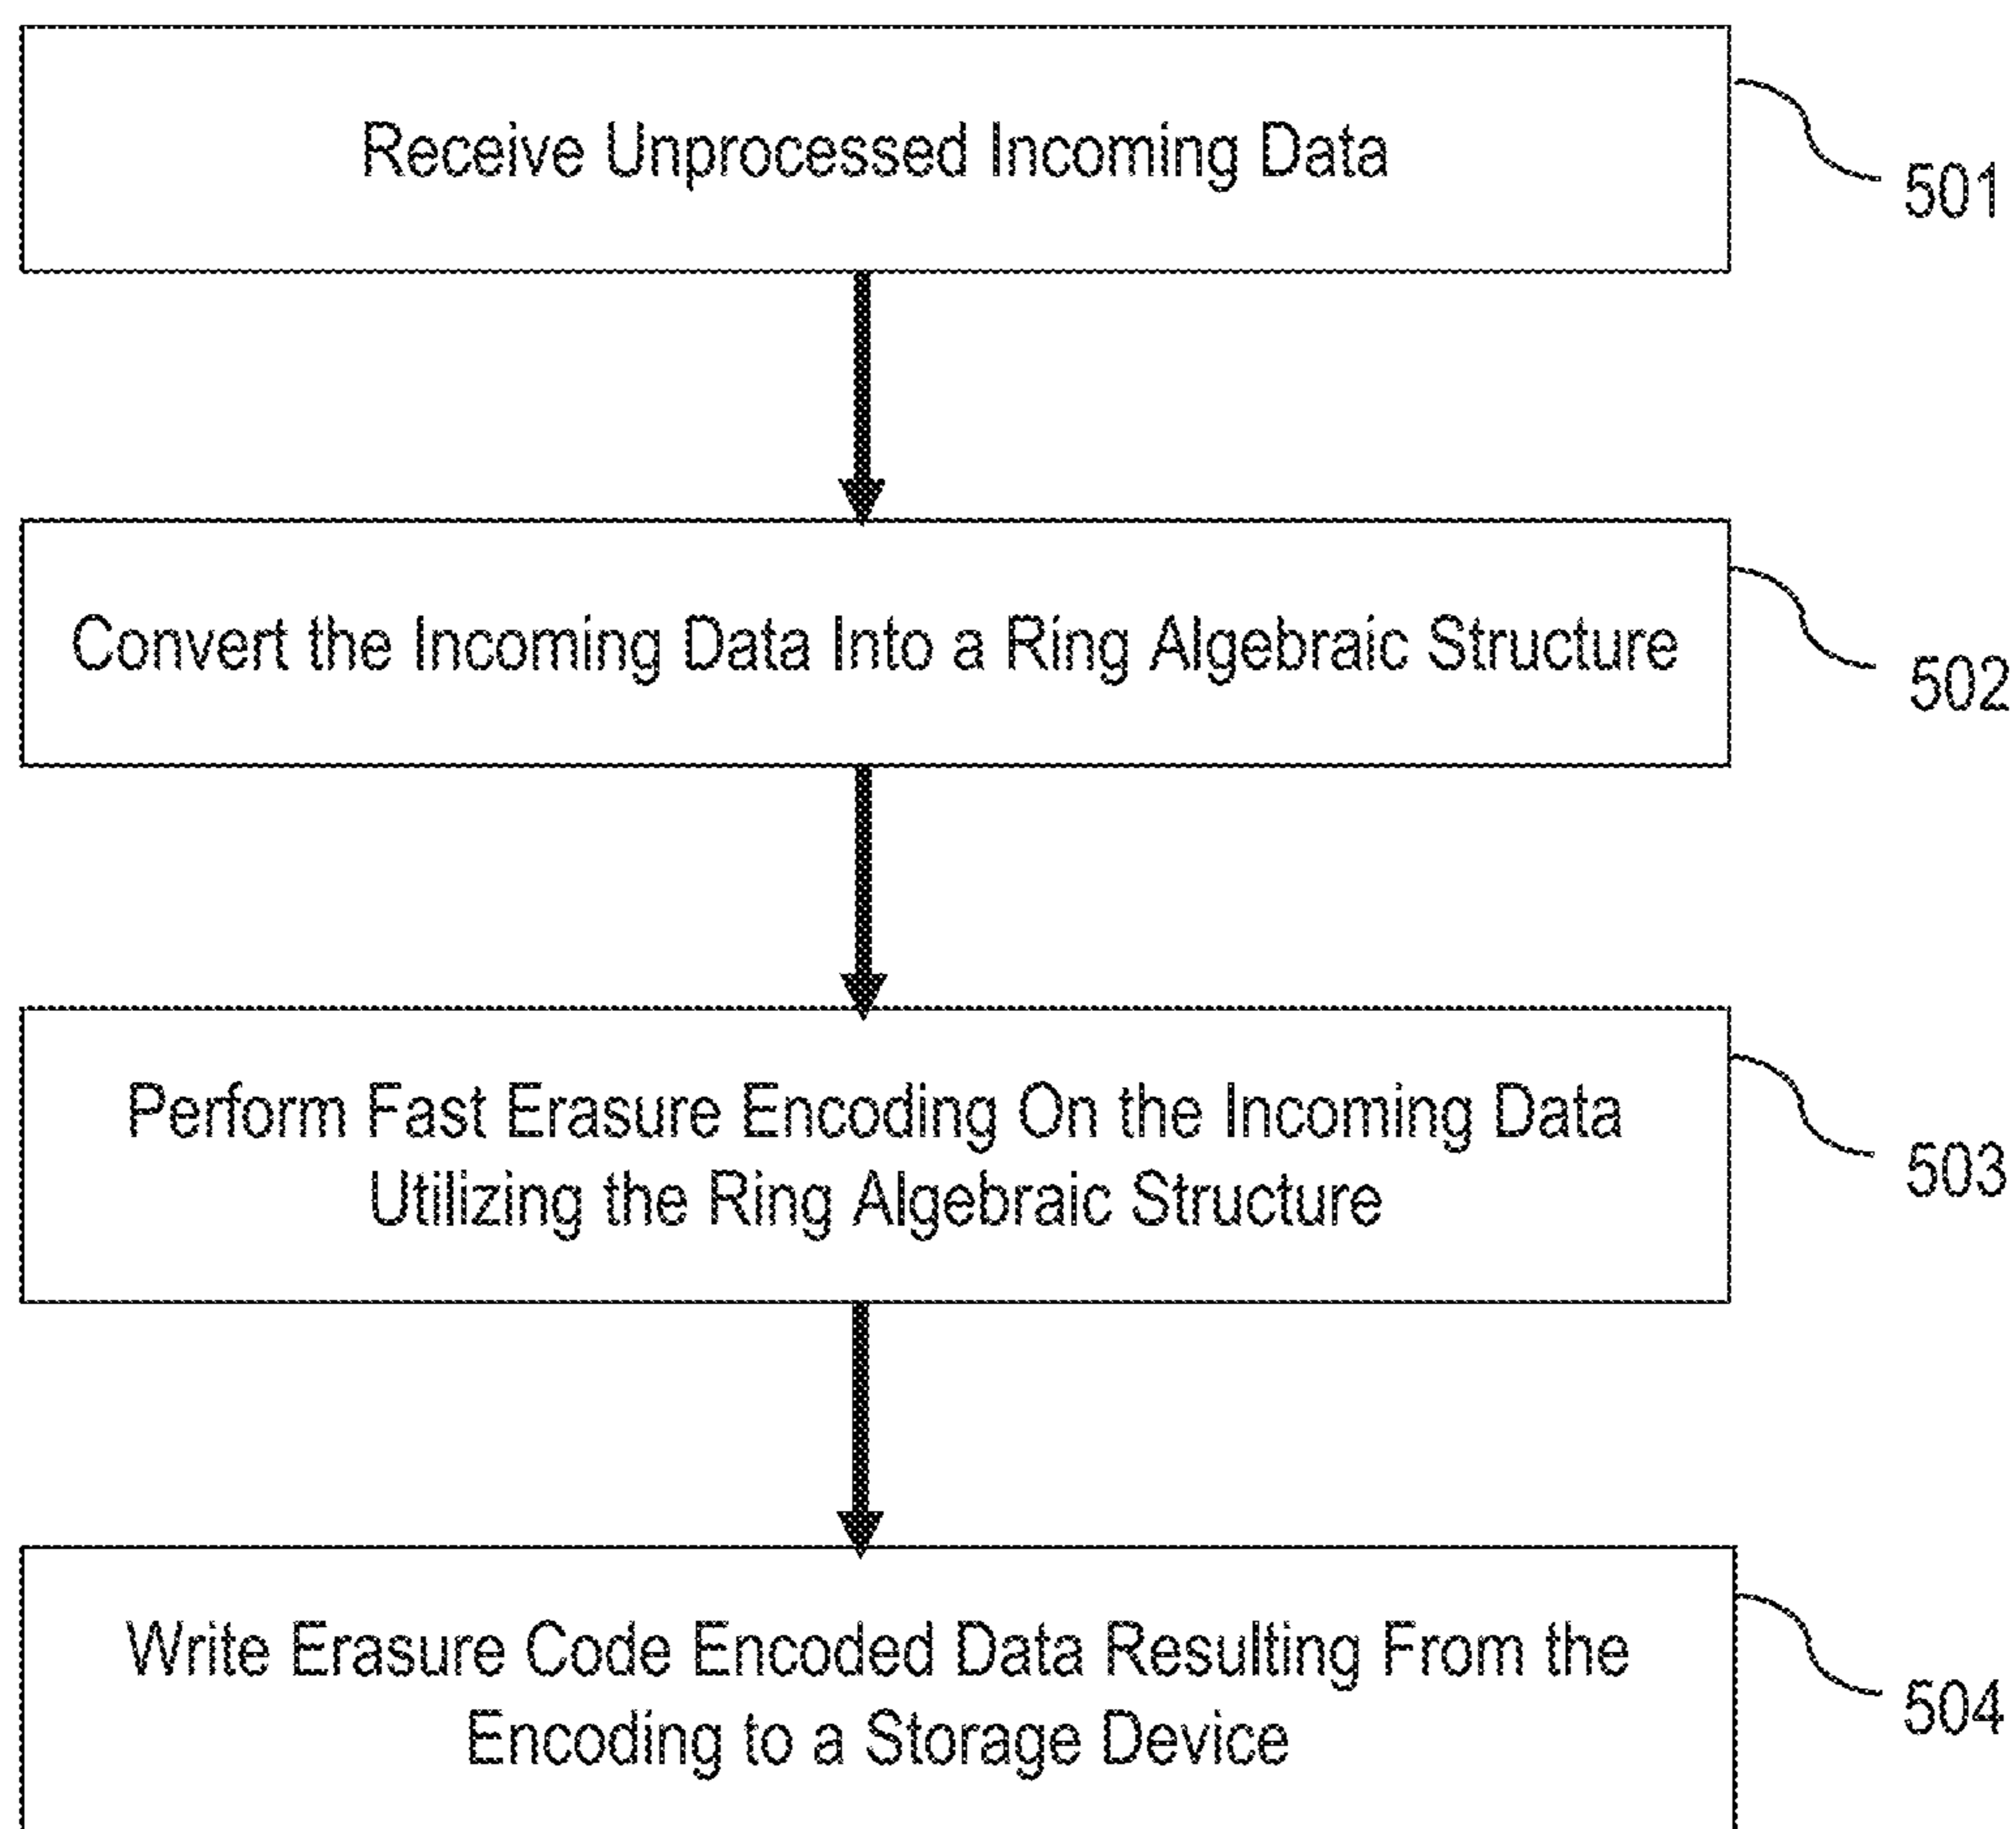 Receive Unprocessed Incoming Data
501
Convert the Incoming Data Into a Ring Algebraic Structure
502
Perform Fast Erasure Encoding On the Incoming Data
Utilizing the Ring Algebraic Structure
503
Write Erasure Code Encoded Data Resulting From the
Encoding to a Storage Device
504